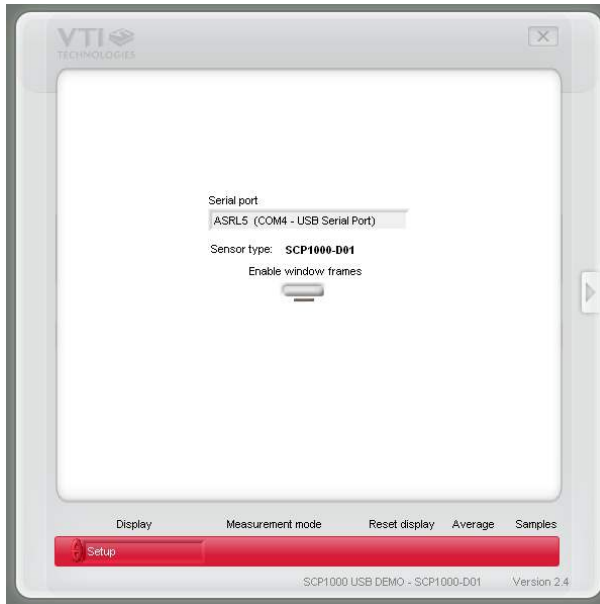 VTI
TECHNOLOGIES
Serial port
ASRL5 (COM4 - USB Serial Port)
Sensor type: SCP1000-D01
Enable window frames
Display Measurement mode Reset display Average Samples
Setup
SCP1000 USB DEMO - SCP1000-D01 Version 2.4